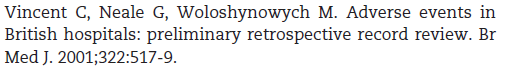 Vincent C, Neale G, Woloshynowych M. Adverse events in
British hospitals: preliminary retrospective record review. Br
Med J. 2001;322:517-9.